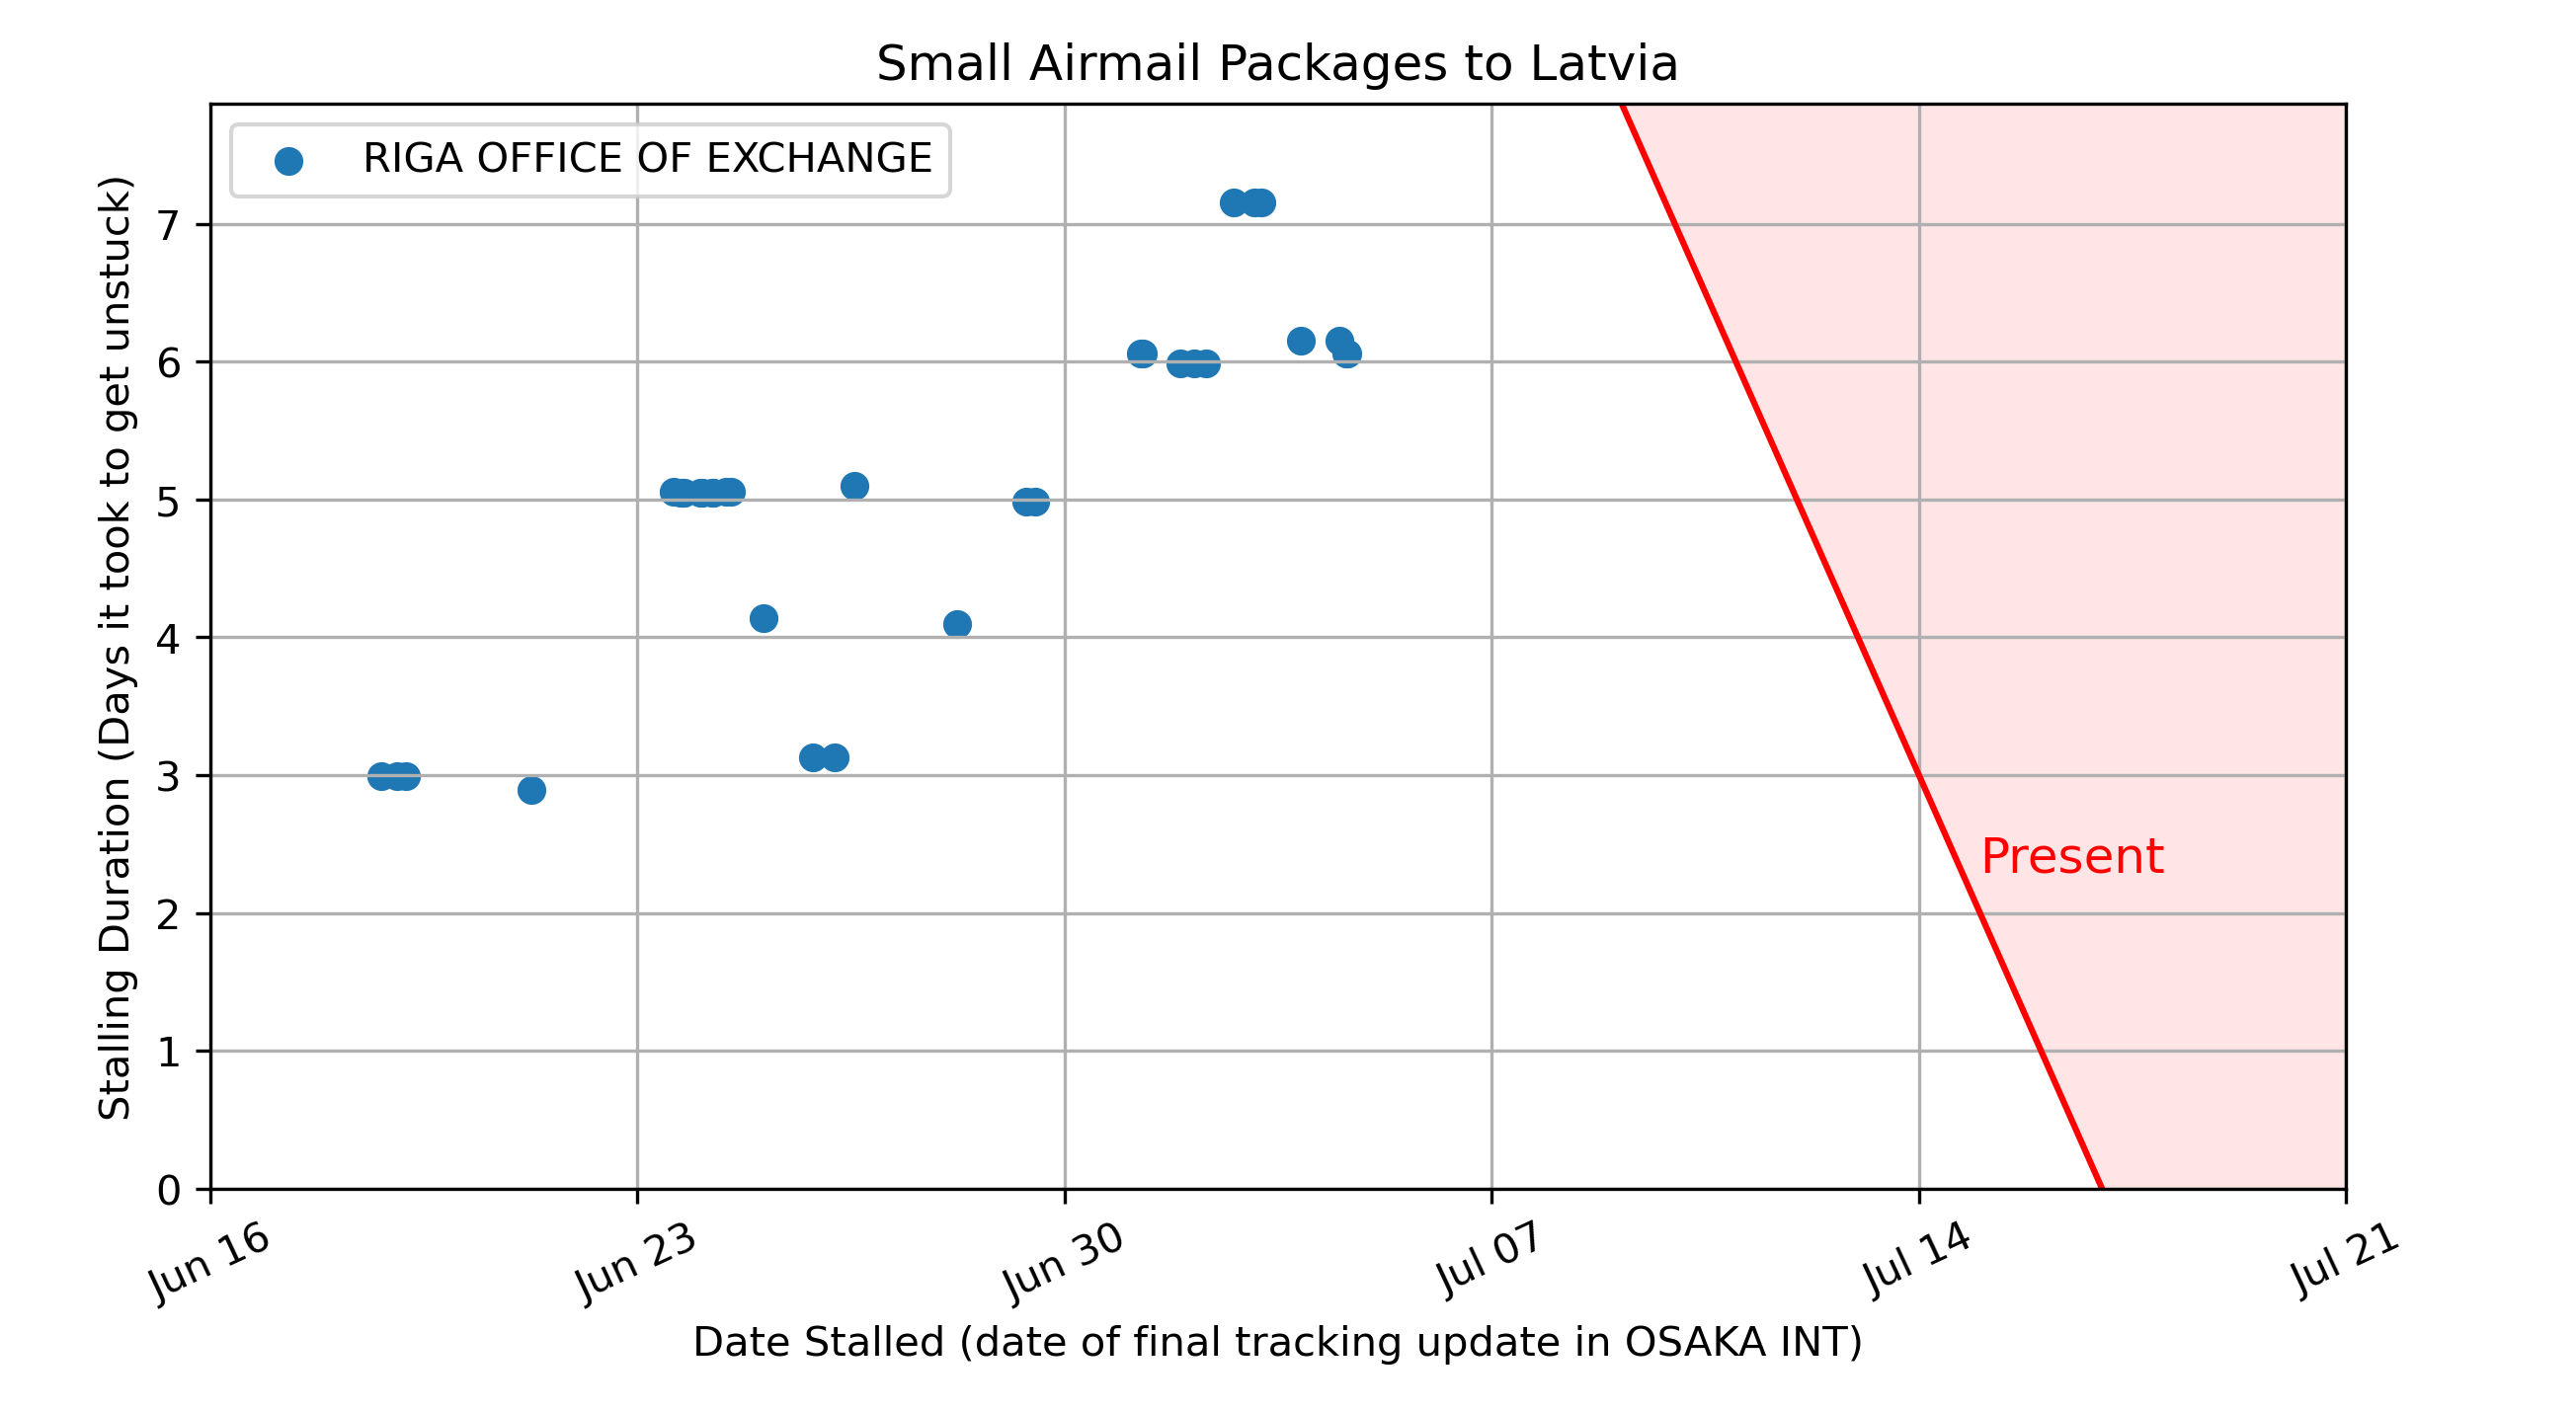 Small Airmail Packages to Latvia
RIGA OFFICE OF EXCHANGE
Stalling Duration (Days it took to get unstuck)
7
6
5
4
3
2
1
0
Present
Jun 16
Jun 23
Jun 30
Jul 07
Jul 14
Jul 21
Date Stalled (date of final tracking update in OSAKA INT)